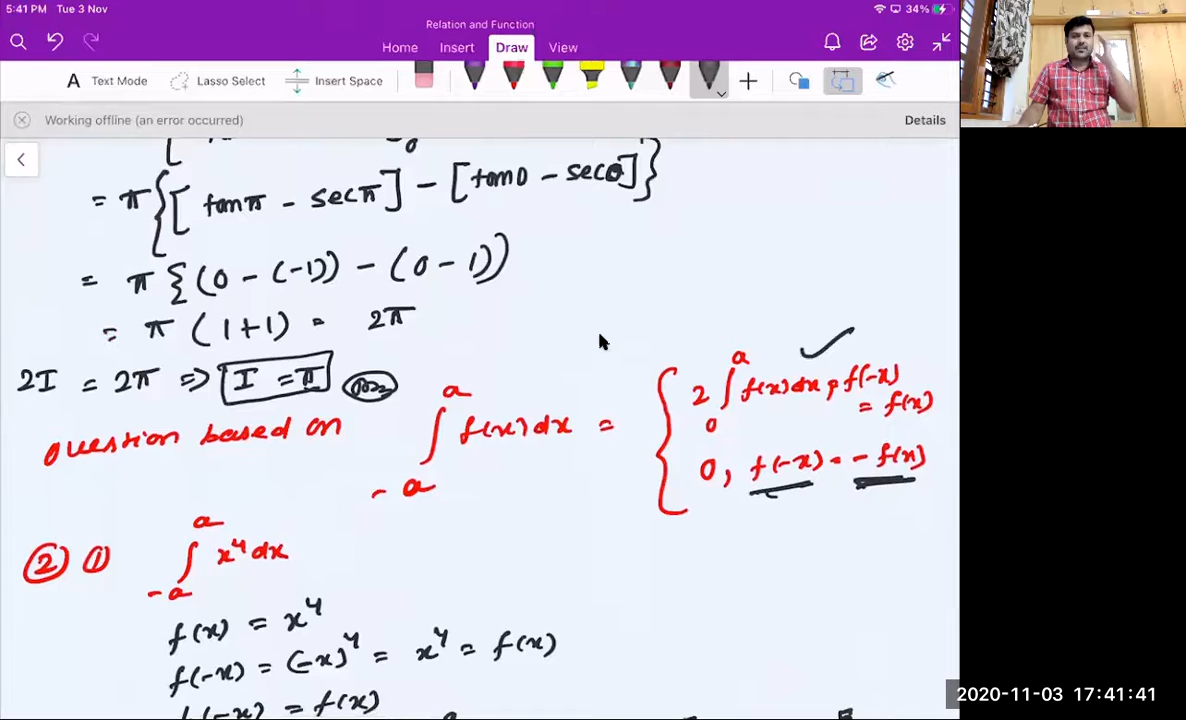 5:41 PM Tue 3 Nov
34%
Relation and Function
Home Insert Draw View
A Text Mode Lasso Select Insert Space
Working offline (an error occurred)
Details
= π{[tanπ - secπ] - [tan0 - sec0]}
= π{(0 - (-1)) - (0 - 1)}
= π (1+1) = 2π
2I = 2π ⇒ I = π
question based on ∫_{-a}^{a} f(x) dx = { 2∫_{0}^{a} f(x) dx, f(-x) = f(x)
0, f(-x) = - f(x)
② ① ∫_{-a}^{a} x⁴ dx
f(x) = x⁴
f(-x) = (-x)⁴ = x⁴ = f(x)
f(-x) = f(x)
2020-11-03 17:41:41